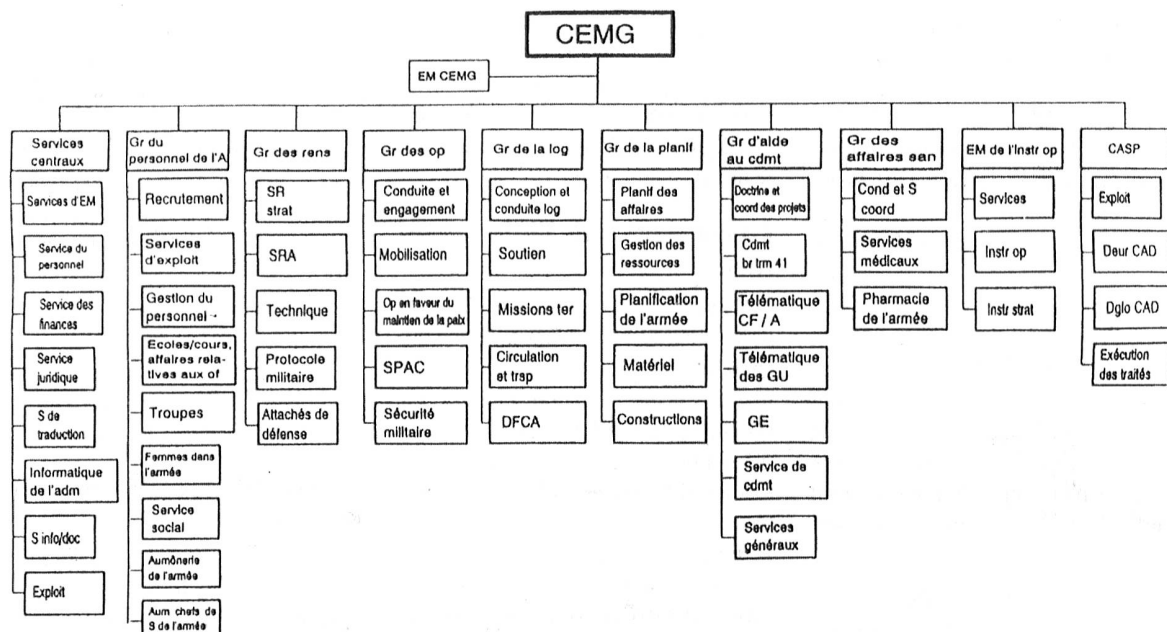 CEMG
EM CEMG
Services
centraux
Services d'EM
Service du
personnel
Service des
finances
Service
juridique
S de
traduction
Informatique
de l'adm
S info/doc
Exploit
Gr du
personnel de l'A
Recrutement
Services
d'exploit
Gestion du
personnel
Ecoles/cours,
affaires rela-
tives aux of
Troupes
Femmes dans
l'armée
Service
social
Aumônerie
de l'armée
Aum chefs de
S de l'armée
Gr des rens
SR
strat
SRA
Technique
Protocole
militaire
Attachés de
défense
Gr des op
Conduite et
engagement
Mobilisation
Op en faveur du
maintien de la paix
SPAC
Sécurité
militaire
Gr de la log
Conception et
conduite log
Soutien
Missions ter
Circulation
et trsp
DFCA
Gr de la planif
Planif des
affaires
Gestion des
ressources
Planification
de l'armée
Matériel
Constructions
Gr d'aide
au cdmt
Doctrine et
coord des projets
Cdmt
br trm 41
Télématique
CF / A
Télématique
des GU
GE
Service de
cdmt
Services
généraux
Gr des
affaires san
Cond et S
coord
Services
médicaux
Pharmacie
de l'armée
EM de l'Instr op
Services
Instr op
Instr strat
CASP
Exploit
Deur CAD
Dglo CAD
Exécution
des traités